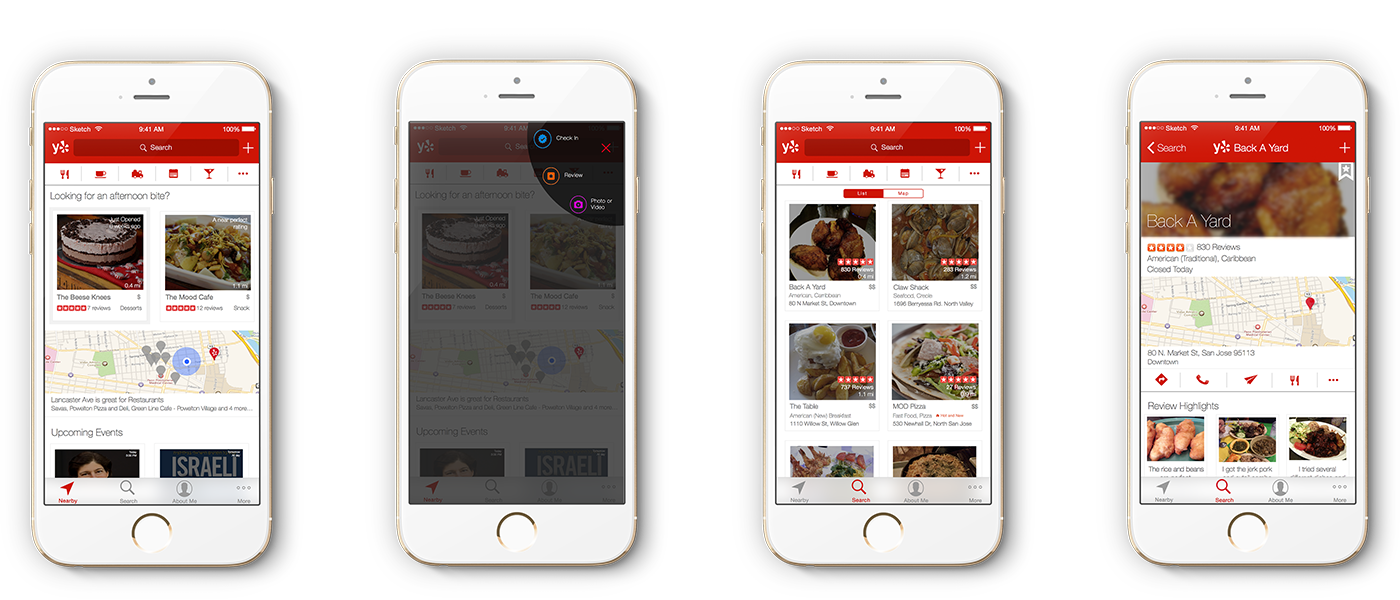 Sketch 9:41 AM 100%
y Search
Looking for an afternoon bite?
Just Opened
A near perfect
rating
0.4 mi
1.1 mi
The Beese Knees $
The Mood Cafe $
7 reviews Desserts
12 reviews Snack
Lancaster Ave is great for Restaurants
Savas, Powelton Pizza and Deli, Green Line Cafe - Powelton Village and 4 more...
Upcoming Events
ISRAELI
Nearby
Search
About Me
More
Sketch 9:41 AM
y Search
Check In
Review
Photo or
Video
Looking for an afternoon bite?
Just Opened
A near perfect
rating
0.4 mi
1.1 mi
The Beese Knees $
The Mood Cafe $
7 reviews Desserts
12 reviews Snack
Lancaster Ave is great for Restaurants
Savas, Powelton Pizza and Deli, Green Line Cafe - Powelton Village and 4 more...
Upcoming Events
ISRAELI
Nearby
Search
About Me
More
Sketch 9:41 AM 100%
y Search
List Map
830 Reviews
0.4 mi
283 Reviews
1.2 mi
Back A Yard $$
American, Caribbean
80 N Market St, Downtown
Claw Shack $$
Seafood, Creole
1696 Berryessa Rd. North Valley
737 Reviews
22 Reviews
The Table $$
American (New) Breakfast
1110 Willow St, Willow Glen
MOD Pizza $$
Fast Food, Pizza Hot and New
530 Newhall Dr, North San Jose
Nearby
Search
About Me
More
Sketch 9:41 AM 100%
Search y Back A Yard
Back A Yard
830 Reviews
American (Traditional), Caribbean
Closed Today
80 N. Market St, San Jose 95113
Downtown
Review Highlights
The rice and beans
I got the jerk pork
I tried several
Nearby
Search
About Me
More